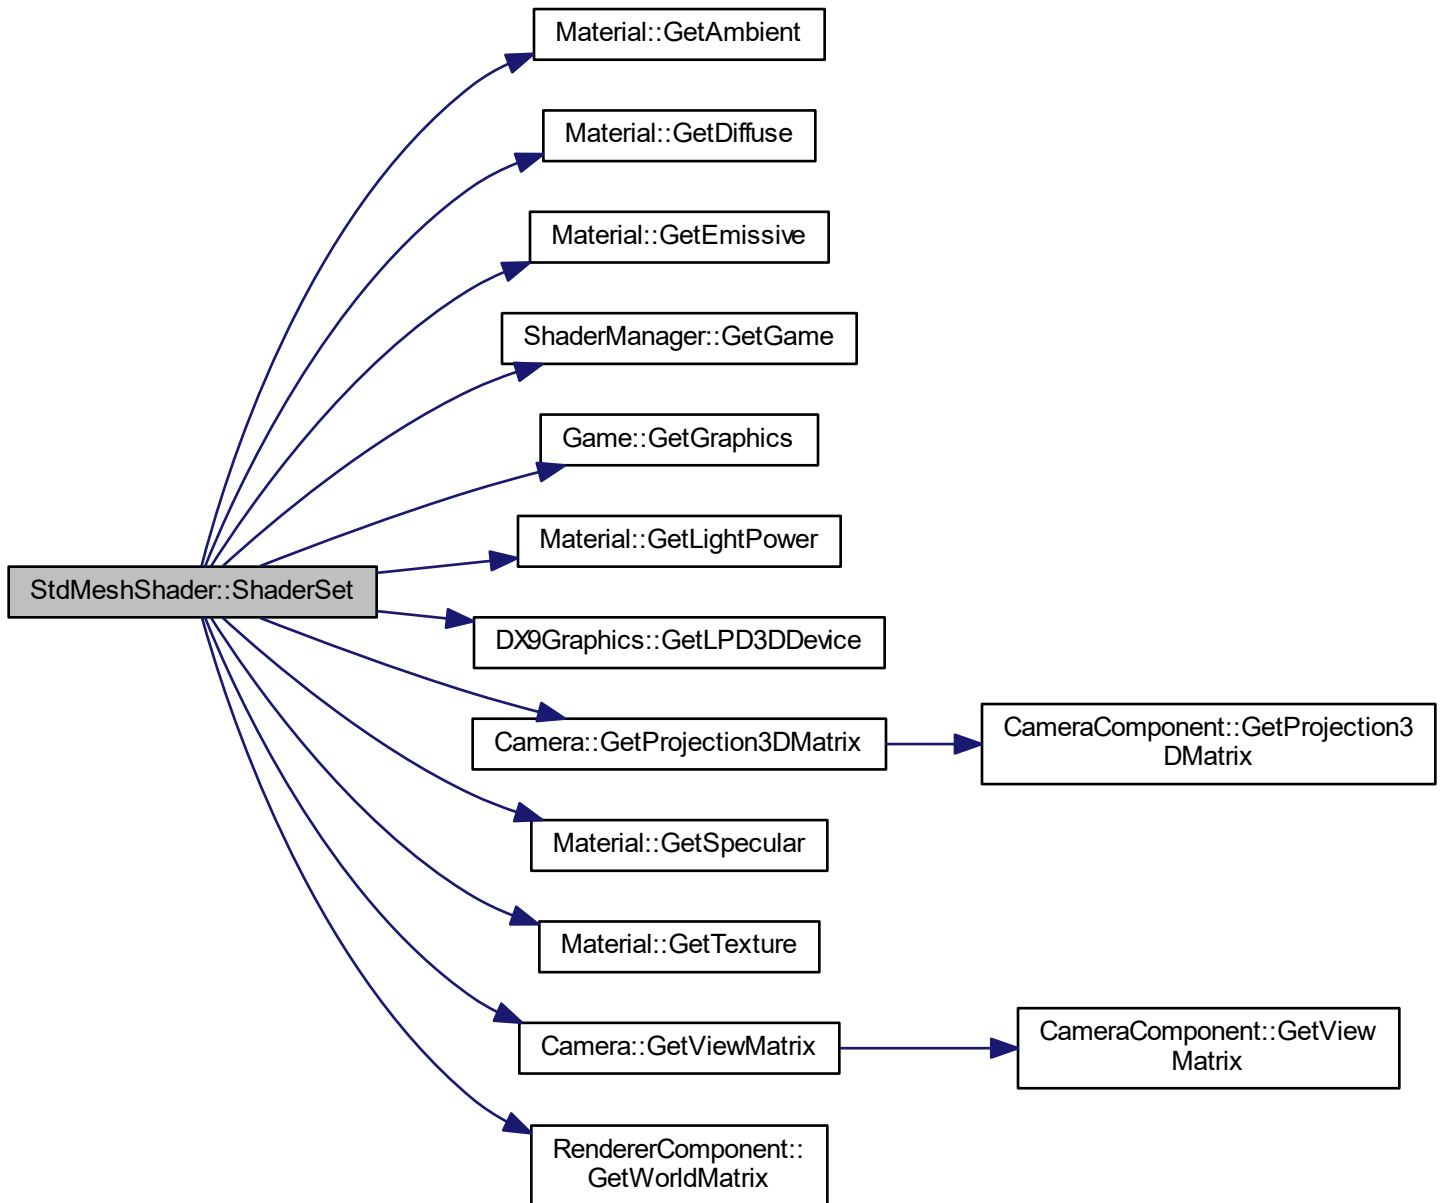 Material::GetAmbient
Material::GetDiffuse
Material::GetEmissive
ShaderManager::GetGame
Game::GetGraphics
Material::GetLightPower
StdMeshShader::ShaderSet
DX9Graphics::GetLPD3DDevice
Camera::GetProjection3DMatrix
CameraComponent::GetProjection3
DMatrix
Material::GetSpecular
Material::GetTexture
Camera::GetViewMatrix
CameraComponent::GetView
Matrix
RendererComponent::
GetWorldMatrix